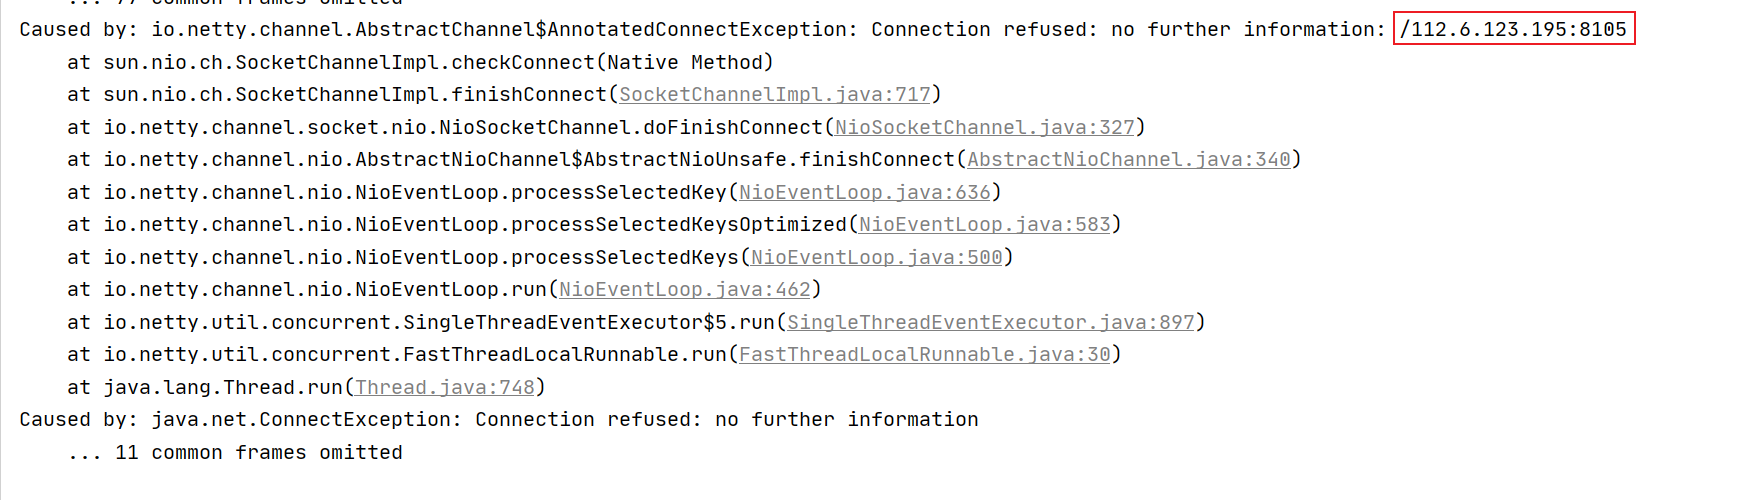 ... 77 common frames omitted
Caused by: io.netty.channel.AbstractChannel$AnnotatedConnectException: Connection refused: no further information: /112.6.123.195:8105
at sun.nio.ch.SocketChannelImpl.checkConnect(Native Method)
at sun.nio.ch.SocketChannelImpl.finishConnect(SocketChannelImpl.java:717)
at io.netty.channel.socket.nio.NioSocketChannel.doFinishConnect(NioSocketChannel.java:327)
at io.netty.channel.nio.AbstractNioChannel$AbstractNioUnsafe.finishConnect(AbstractNioChannel.java:340)
at io.netty.channel.nio.NioEventLoop.processSelectedKey(NioEventLoop.java:636)
at io.netty.channel.nio.NioEventLoop.processSelectedKeysOptimized(NioEventLoop.java:583)
at io.netty.channel.nio.NioEventLoop.processSelectedKeys(NioEventLoop.java:500)
at io.netty.channel.nio.NioEventLoop.run(NioEventLoop.java:462)
at io.netty.util.concurrent.SingleThreadEventExecutor$5.run(SingleThreadEventExecutor.java:897)
at io.netty.util.concurrent.FastThreadLocalRunnable.run(FastThreadLocalRunnable.java:30)
at java.lang.Thread.run(Thread.java:748)
Caused by: java.net.ConnectException: Connection refused: no further information
... 11 common frames omitted